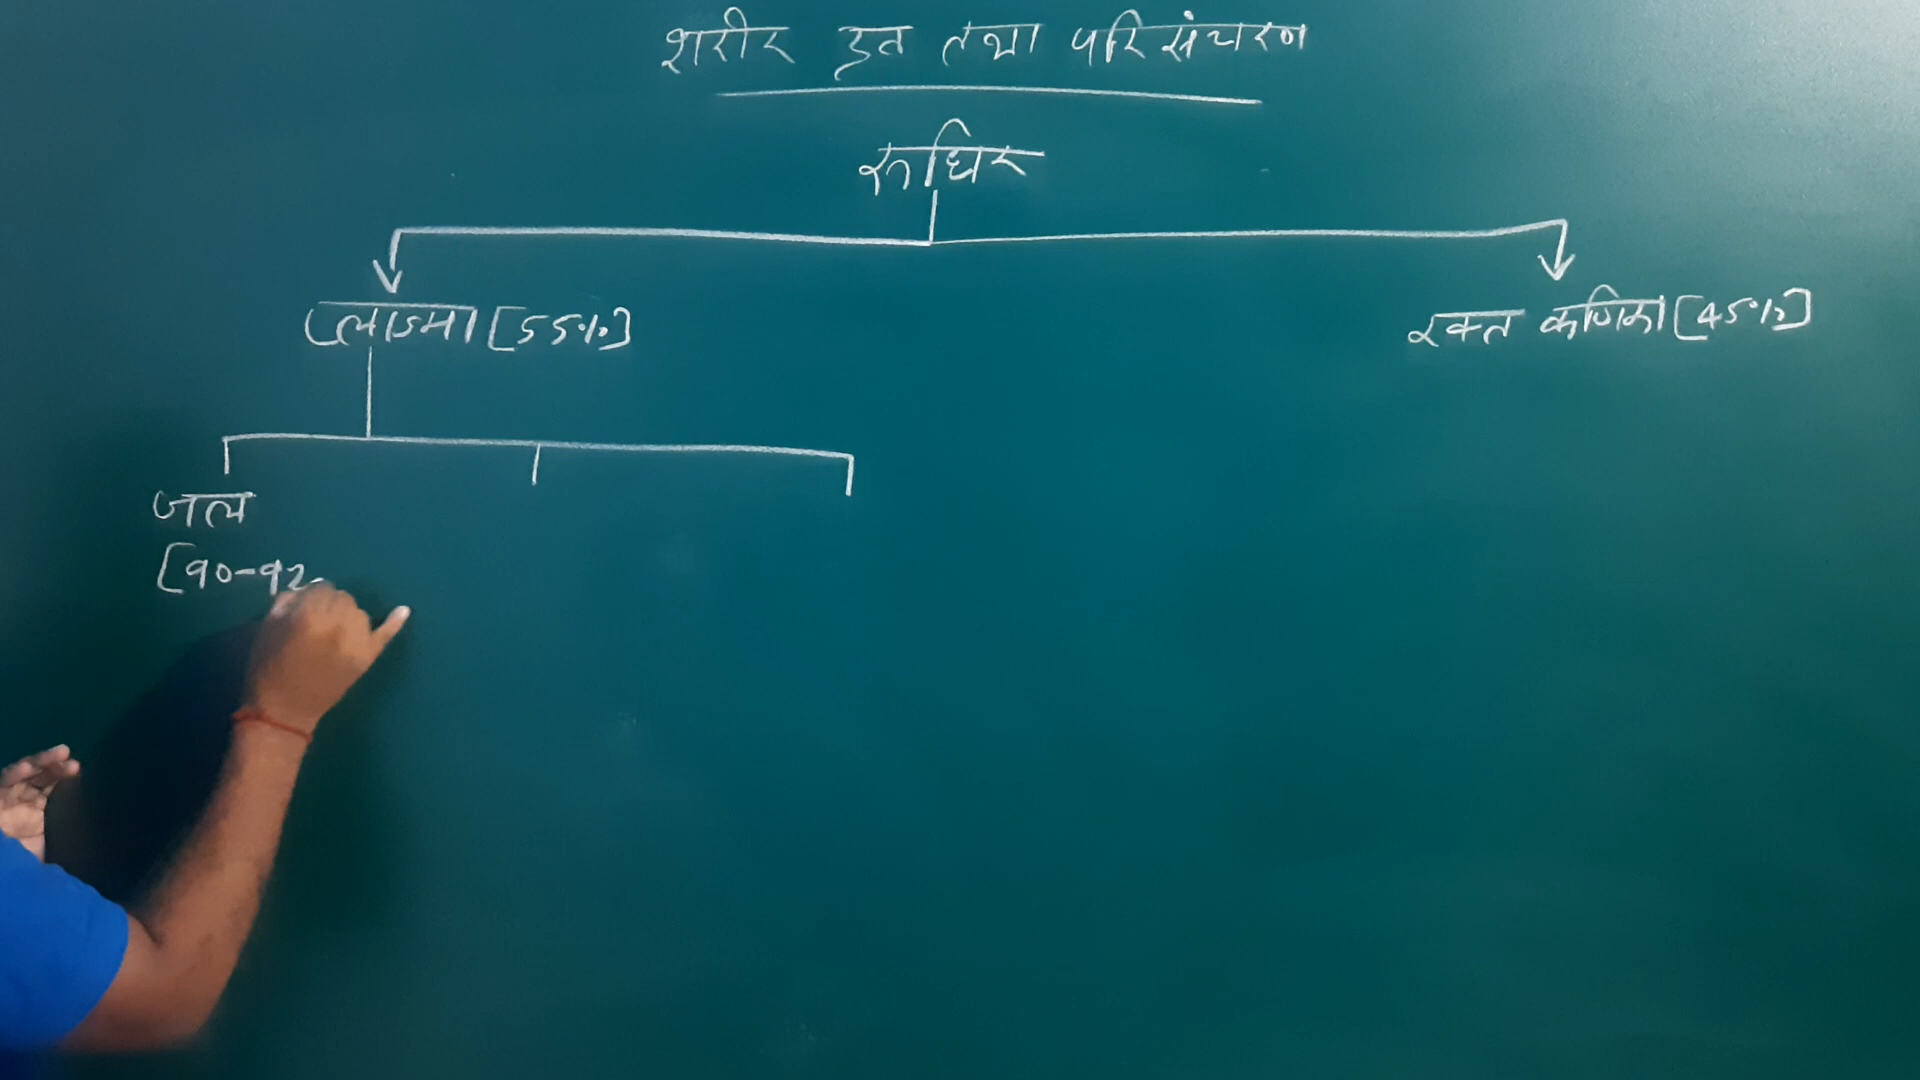 शरीर द्रव तथा परिसंचरण
रुधिर
प्लाज्मा [55%]
रक्त कणिका [45%]
जल
[90-92